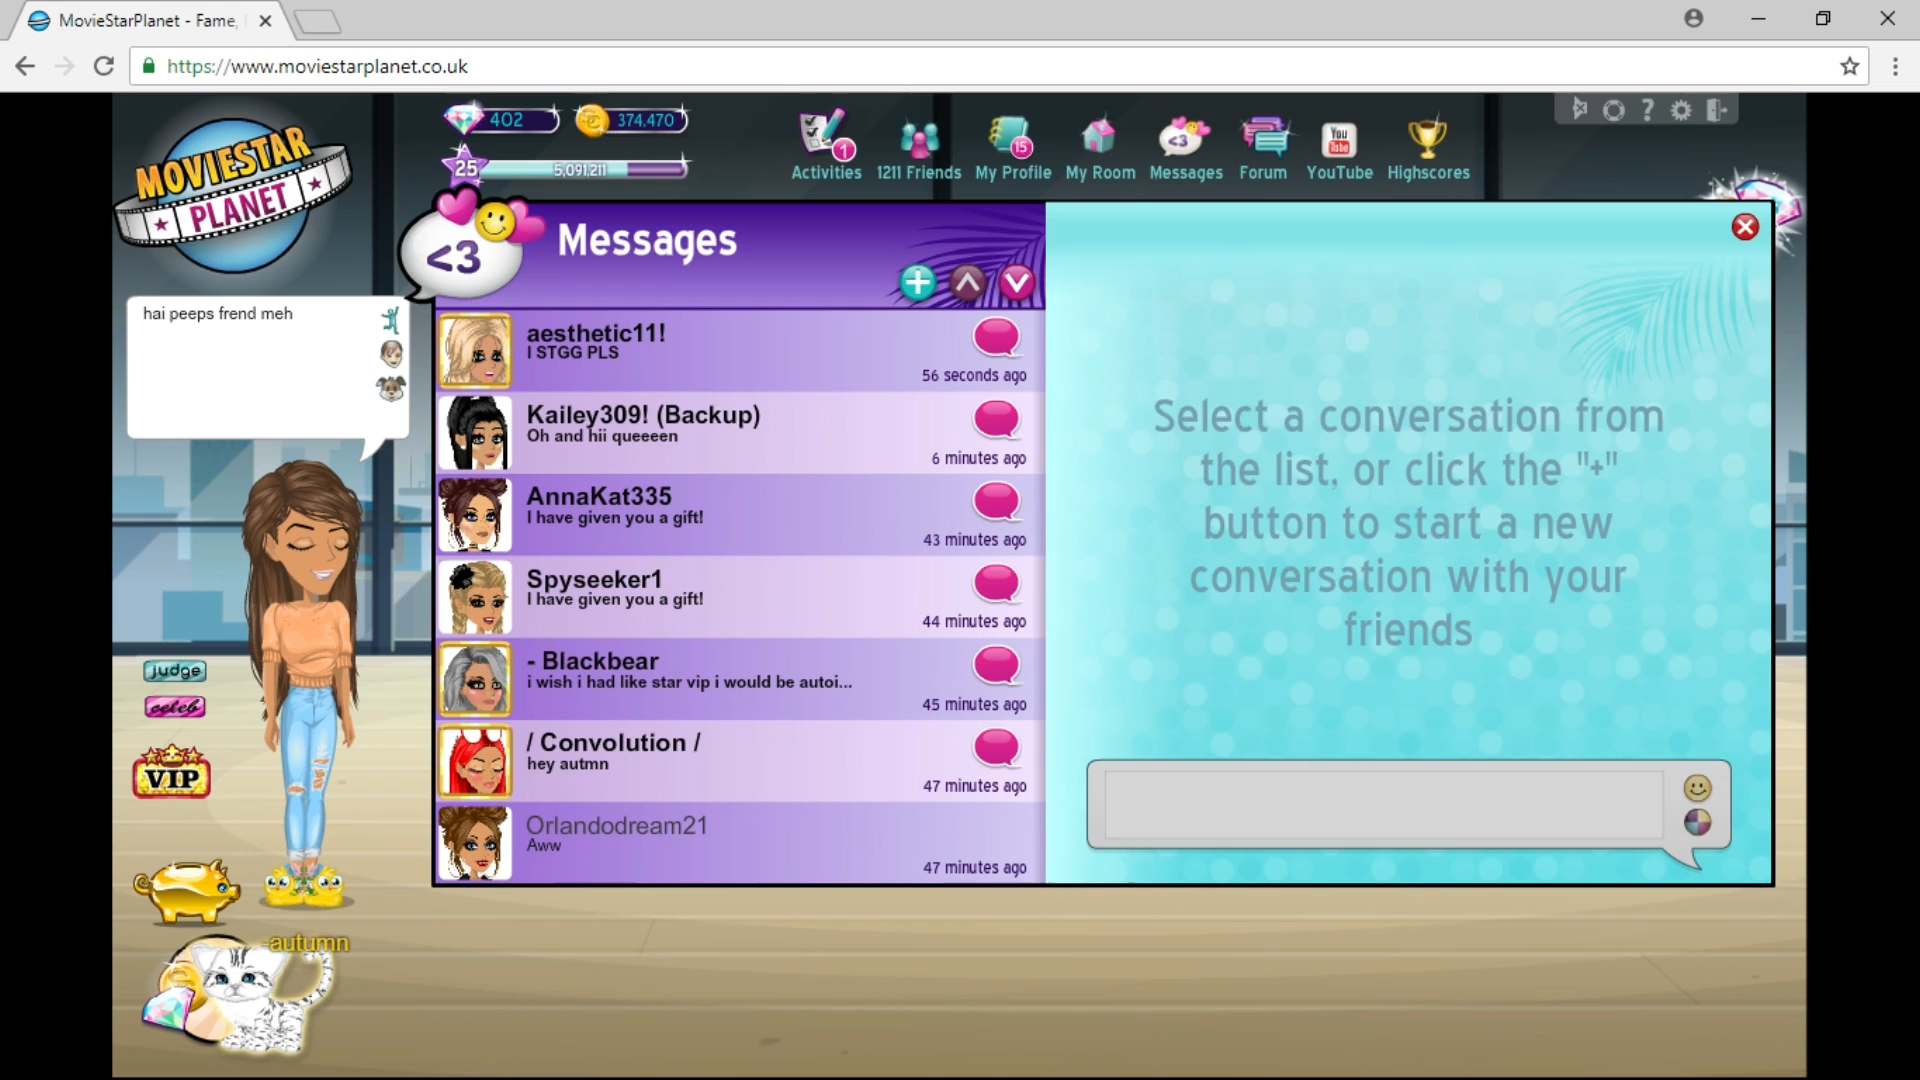 MovieStarPlanet - Fame,
https://www.moviestarplanet.co.uk
MOVIESTAR
PLANET
402
374.470
25
5,091,211
1
15
<3
You
Tube
Activities
1211 Friends
My Profile
My Room
Messages
Forum
YouTube
Highscores
?
hai peeps frend meh
judge
celeb
VIP
-autumn
<3
Messages
aesthetic11!
I STGG PLS
56 seconds ago
Kailey309! (Backup)
Oh and hii queeeen
6 minutes ago
AnnaKat335
I have given you a gift!
43 minutes ago
Spyseeker1
I have given you a gift!
44 minutes ago
- Blackbear
i wish i had like star vip i would be autoi...
45 minutes ago
/ Convolution /
hey autmn
47 minutes ago
Orlandodream21
Aww
47 minutes ago
Select a conversation from
the list, or click the "+"
button to start a new
conversation with your
friends